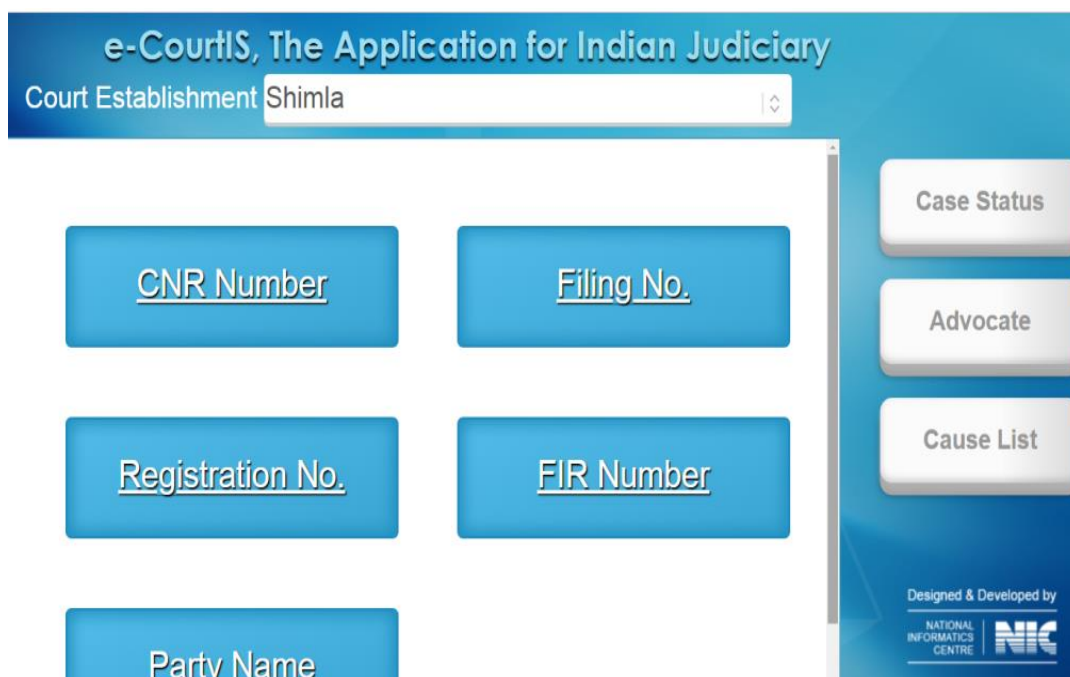 e-CourtIS, The Application for Indian Judiciary
Court Establishment Shimla
CNR Number
Filing No.
Registration No.
FIR Number
Party Name
Case Status
Advocate
Cause List
Designed & Developed by
NATIONAL
INFORMATICS
CENTRE
NIC